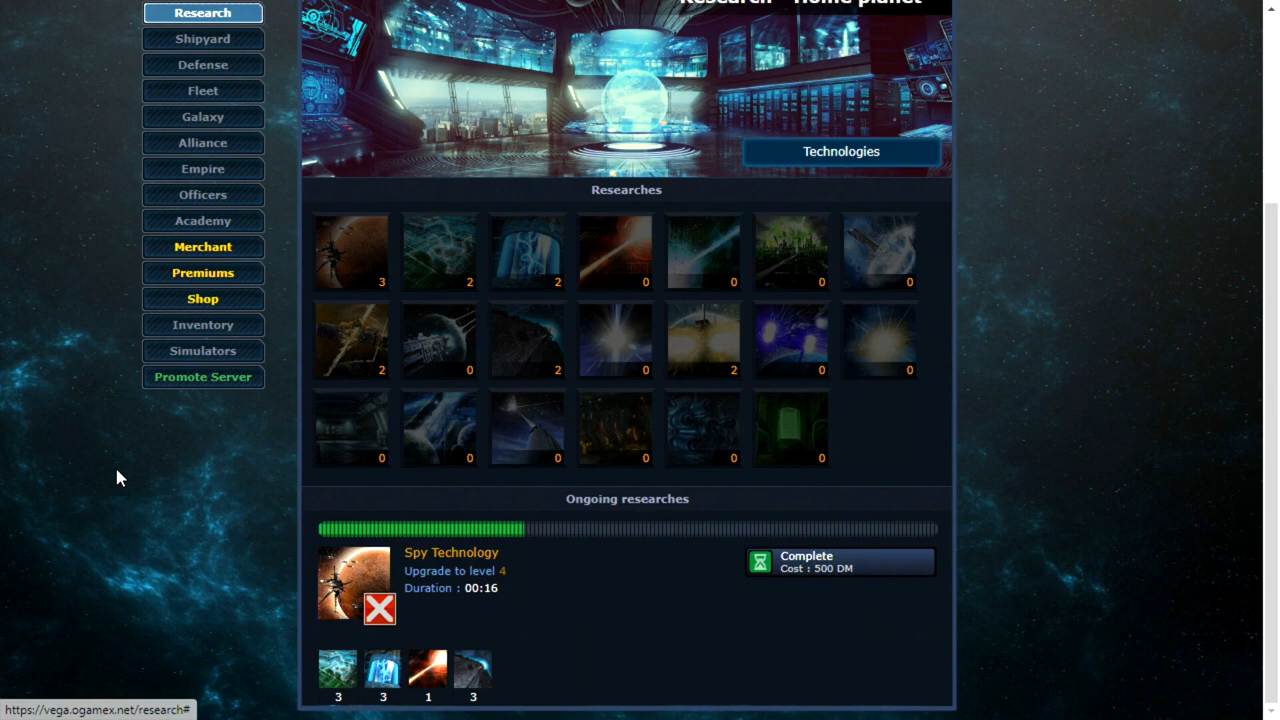 Research - Home planet
Research
Shipyard
Defense
Fleet
Galaxy
Alliance
Empire
Officers
Academy
Merchant
Premiums
Shop
Inventory
Simulators
Promote Server
Technologies
Researches
3 2 2 0 0 0 0
2 0 2 0 2 0 0
0 0 0 0 0 0
Ongoing researches
Spy Technology
Upgrade to level 4
Duration : 00:16
Complete
Cost : 500 DM
3 3 1 3
https://vega.ogamex.net/research#